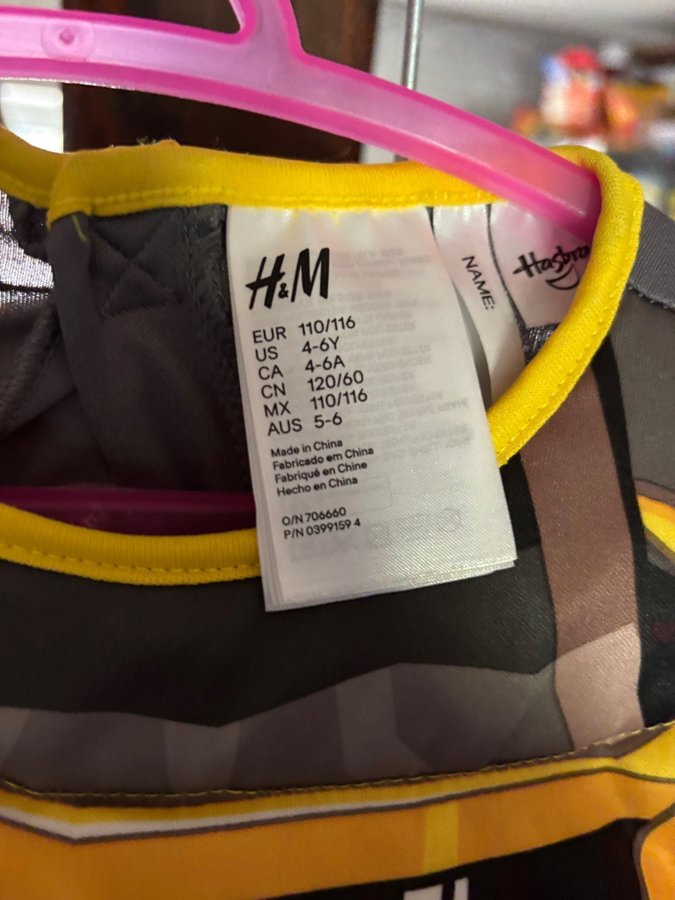 H&M
EUR 110/116
US 4-6Y
CA 4-6A
CN 120/60
MX 110/116
AUS 5-6
Made in China
Fabricado em China
Fabriqué en Chine
Hecho en China
O/N 706660
P/N 0399159 4
NAME:
Hasbro